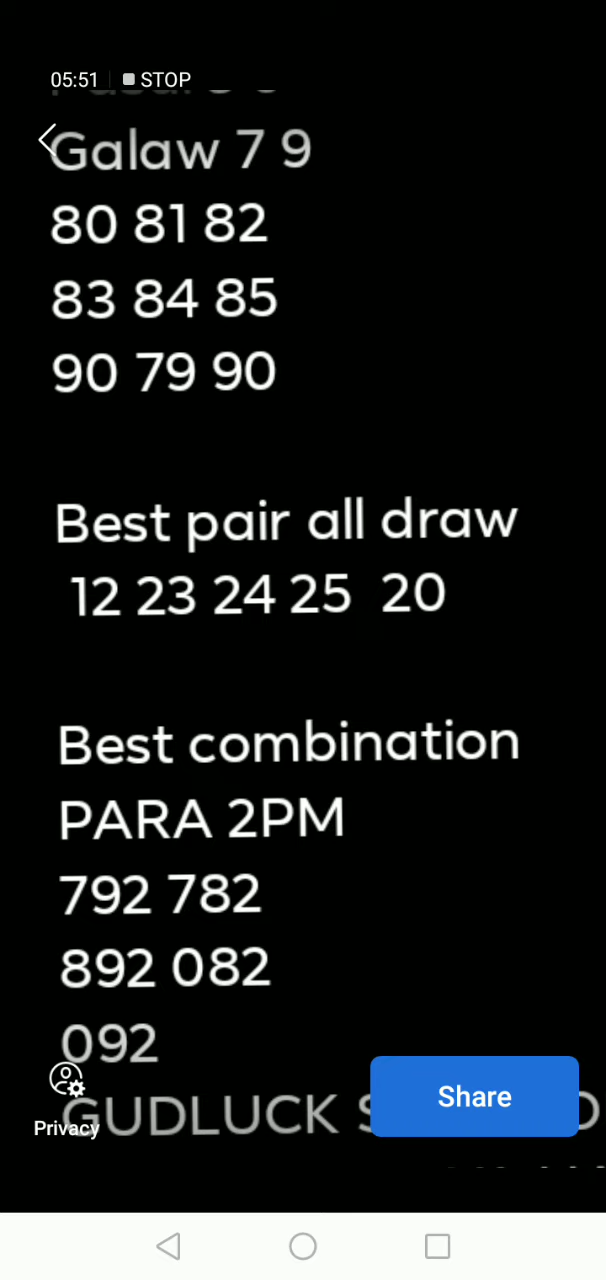 05:51 STOP
Galaw 7 9
80 81 82
83 84 85
90 79 90
Best pair all draw
12 23 24 25 20
Best combination
PARA 2PM
792 782
892 082
092
GUDLUCK
Share
Privacy